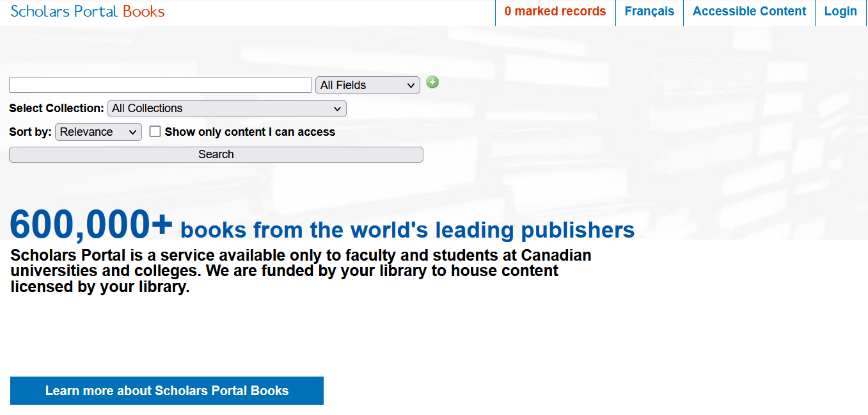 Scholars Portal Books
0 marked records
Français
Accessible Content
Login
All Fields
Select Collection: All Collections
Sort by: Relevance Show only content I can access
Search
600,000+ books from the world's leading publishers
Scholars Portal is a service available only to faculty and students at Canadian
universities and colleges. We are funded by your library to house content
licensed by your library.
Learn more about Scholars Portal Books